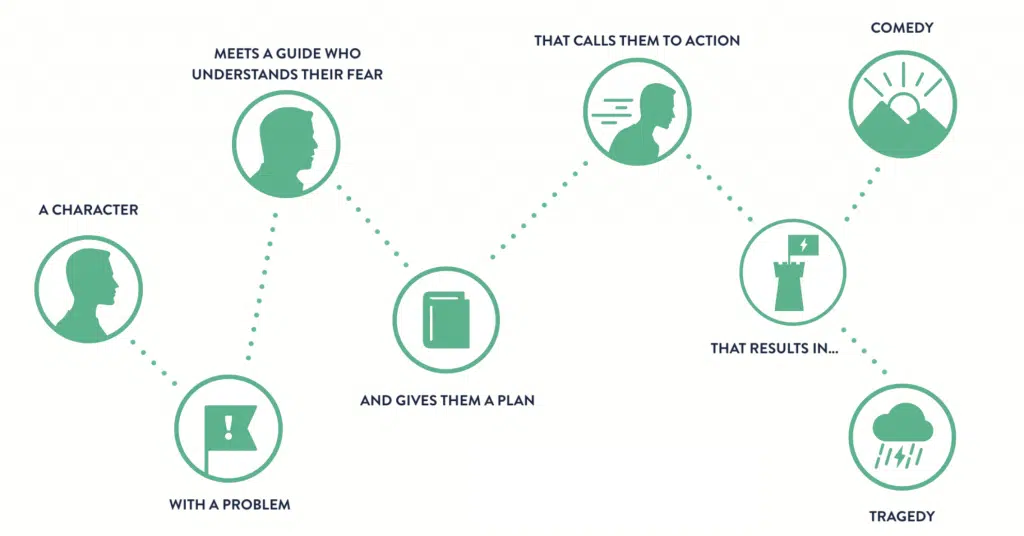 A CHARACTER
WITH A PROBLEM
MEETS A GUIDE WHO
UNDERSTANDS THEIR FEAR
AND GIVES THEM A PLAN
THAT CALLS THEM TO ACTION
THAT RESULTS IN...
COMEDY
TRAGEDY